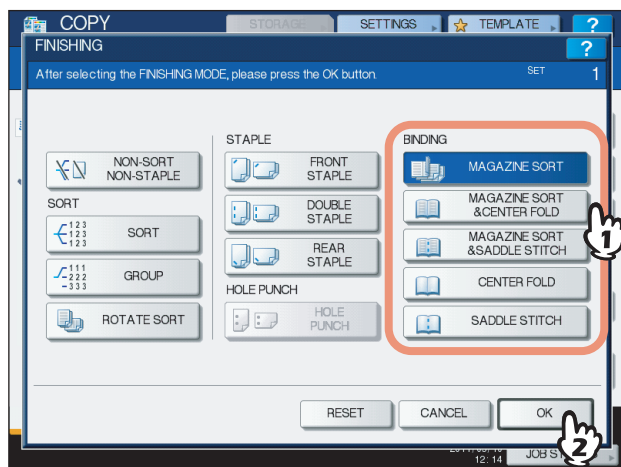 COPY
STORAGE
SETTINGS
TEMPLATE
?
FINISHING
?
After selecting the FINISHING MODE, please press the OK button.
SET 1
NON-SORT
NON-STAPLE
SORT
123
123
123
SORT
111
222
333
GROUP
ROTATE SORT
STAPLE
FRONT
STAPLE
DOUBLE
STAPLE
REAR
STAPLE
HOLE PUNCH
HOLE
PUNCH
BINDING
MAGAZINE SORT
MAGAZINE SORT
&CENTER FOLD
MAGAZINE SORT
&SADDLE STITCH
CENTER FOLD
SADDLE STITCH
1
RESET
CANCEL
OK
2
12:14
JOB